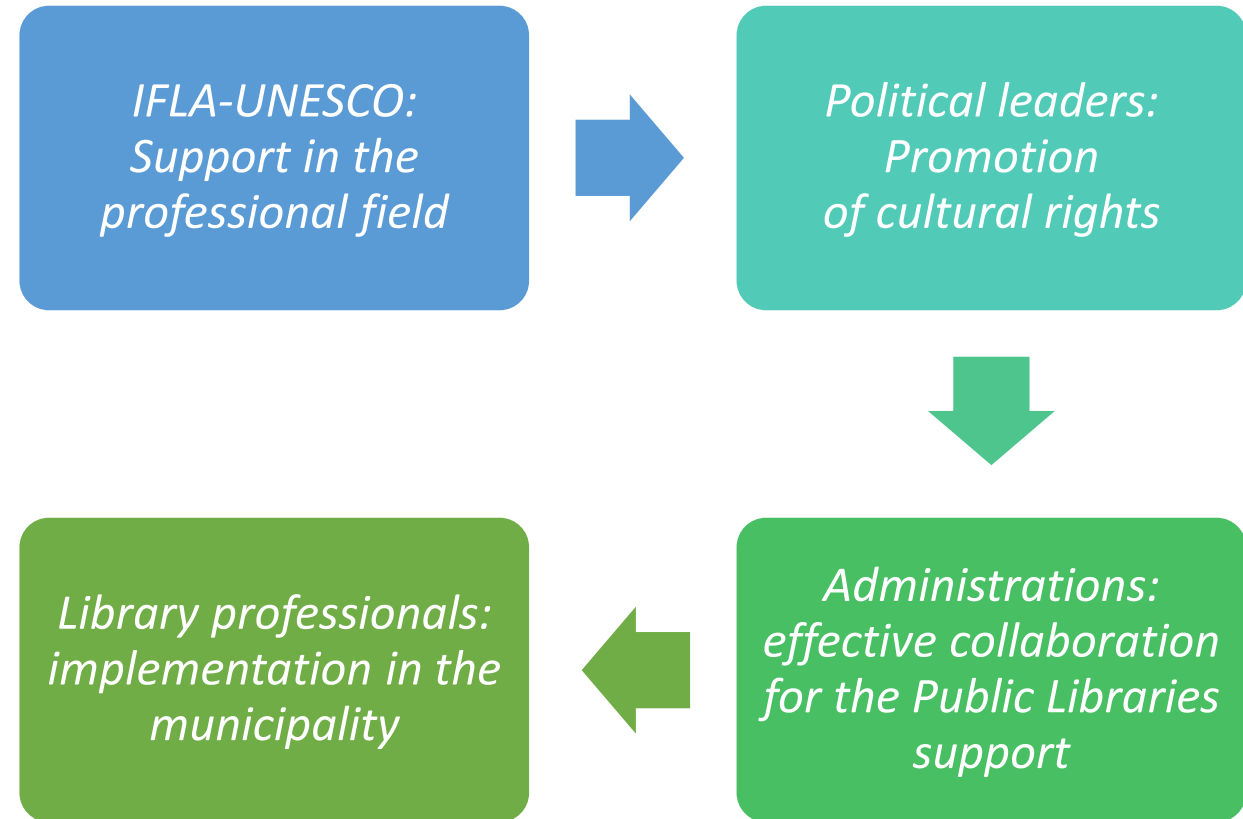 IFLA-UNESCO:
Support in the
professional field
Political leaders:
Promotion
of cultural rights
Administrations:
effective collaboration
for the Public Libraries
support
Library professionals:
implementation in the
municipality